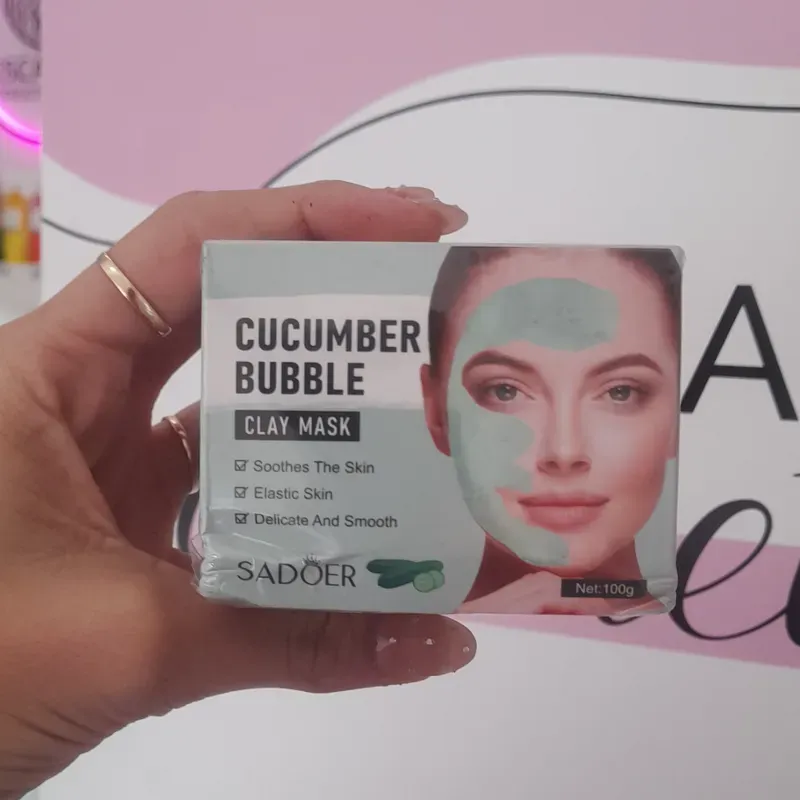 CUCUMBER
BUBBLE
CLAY MASK
Soothes The Skin
Elastic Skin
Delicate And Smooth
SADOER
Net:100g
A